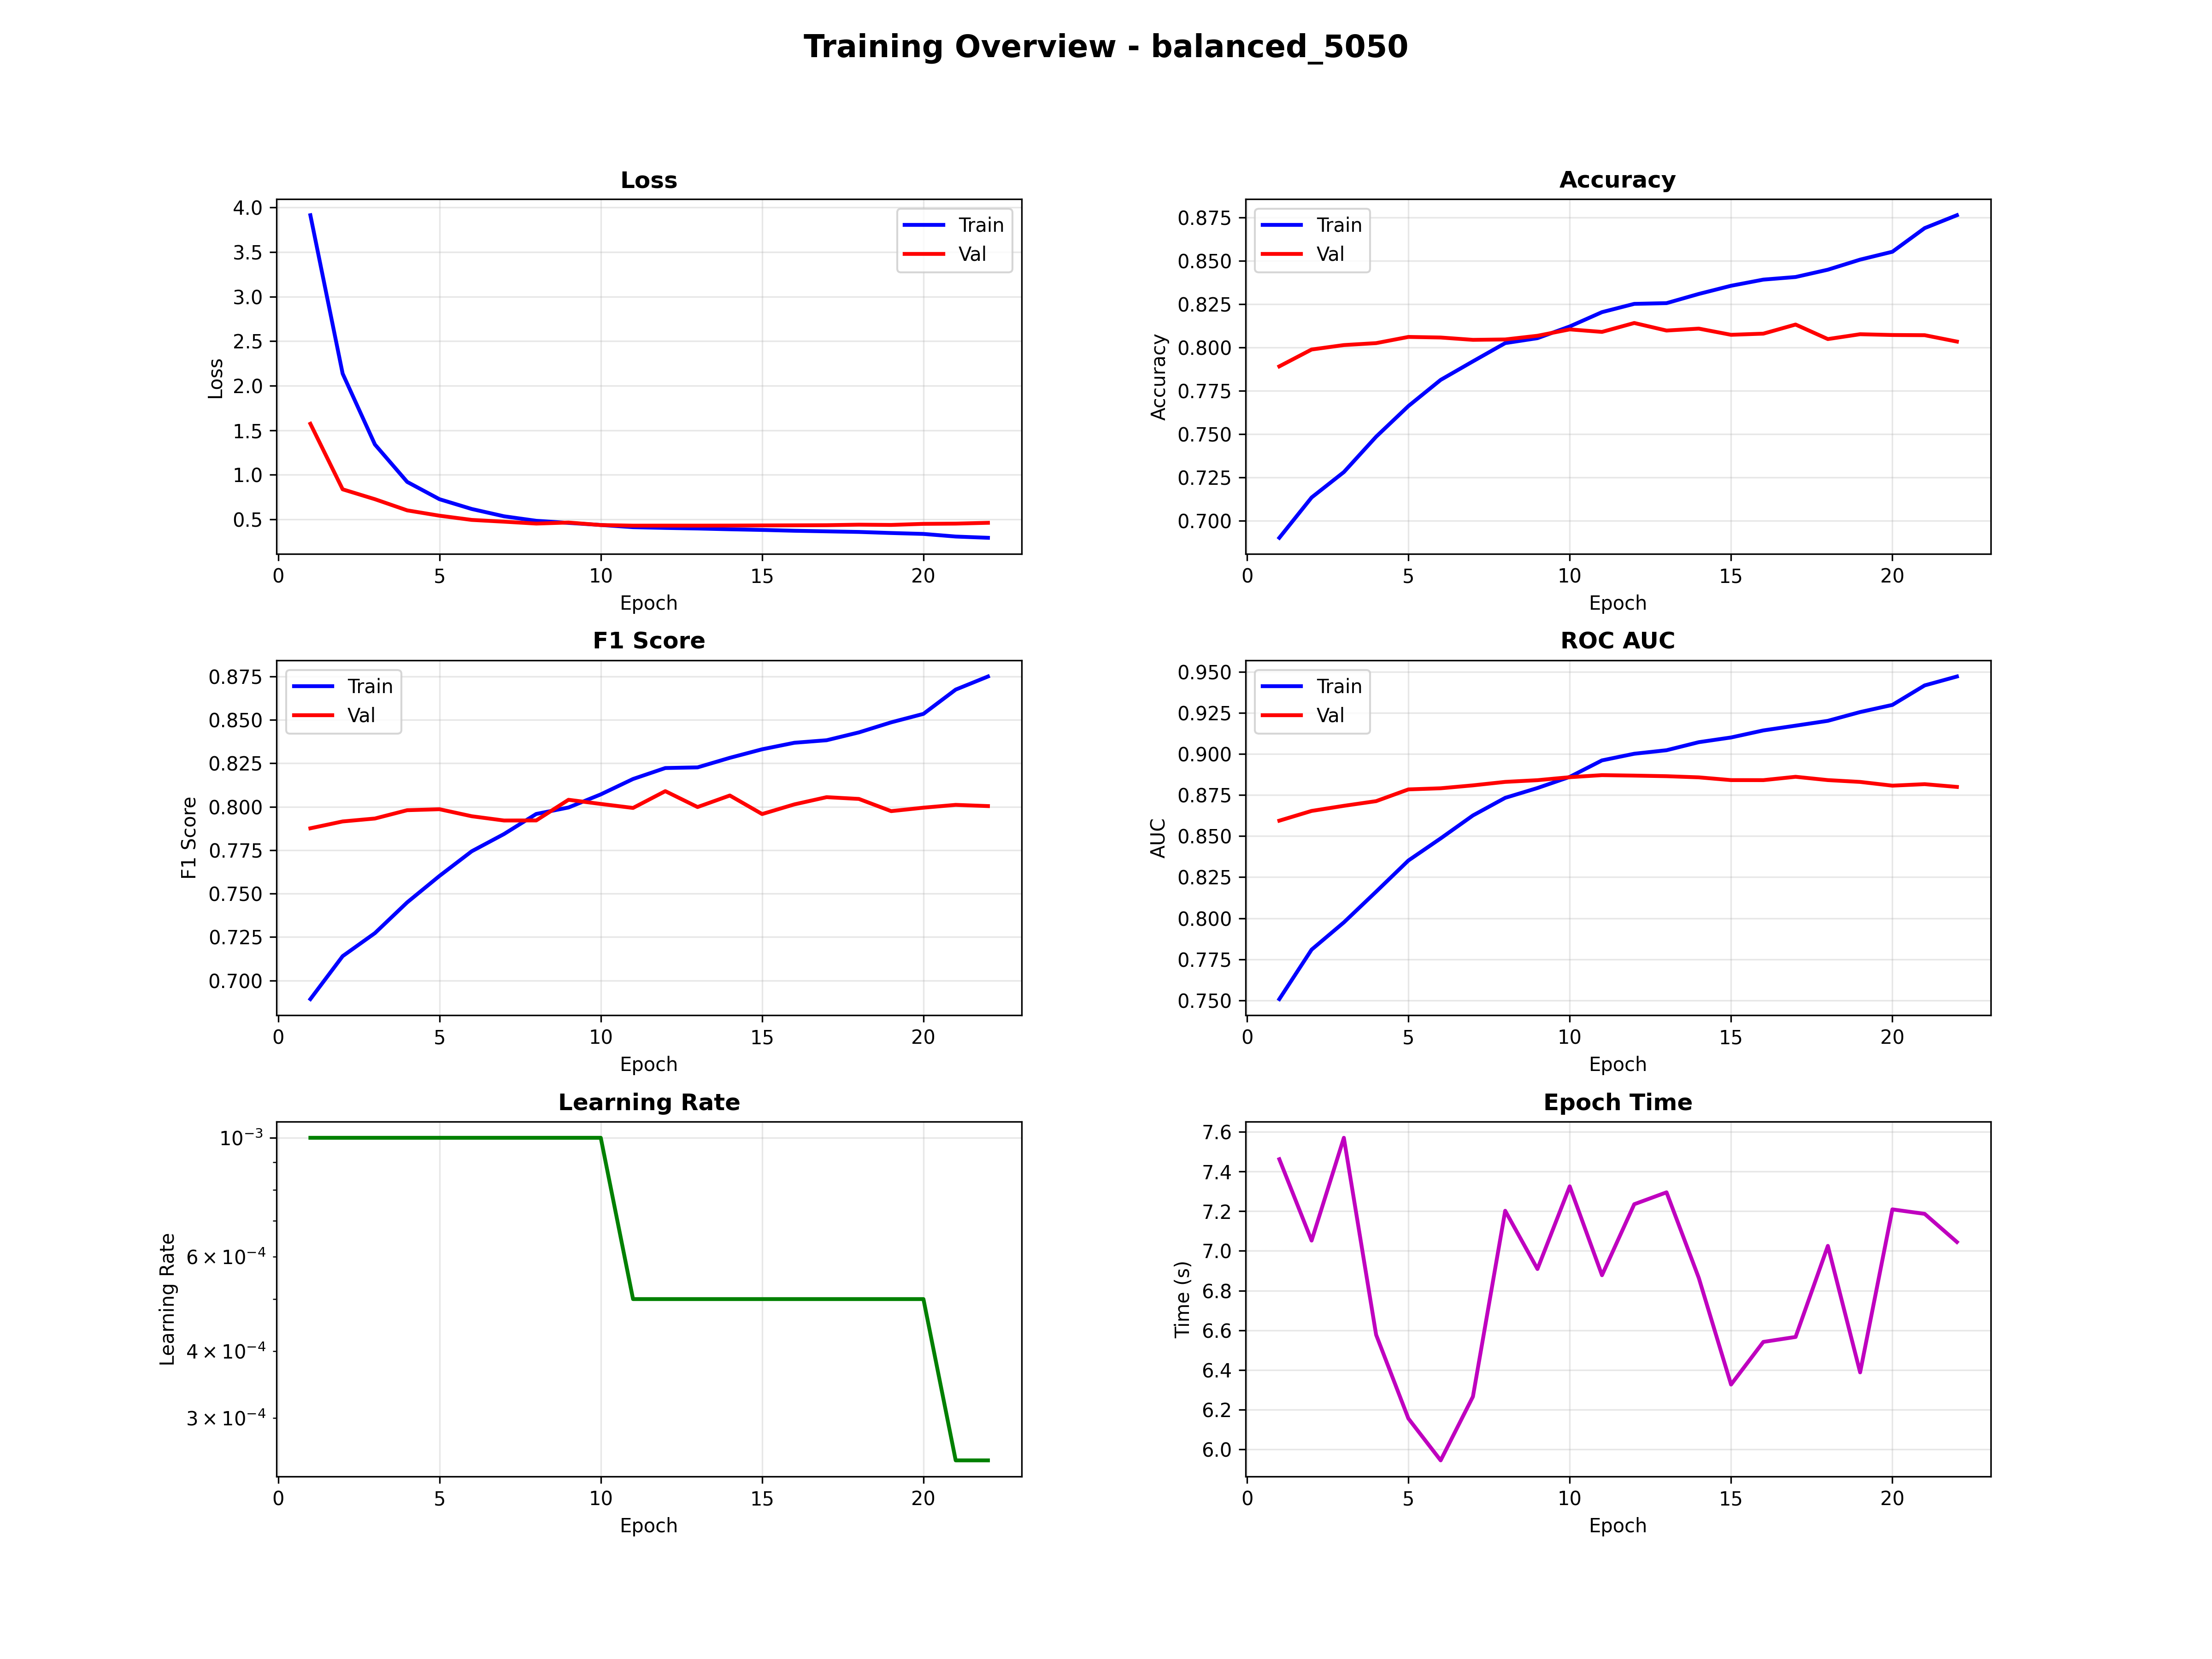 Training Overview - balanced_5050
Loss
4.0
3.5
3.0
2.5
2.0
1.5
1.0
0.5
Loss
Train
Val
0 5 10 15 20
Epoch
Accuracy
0.875
0.850
0.825
0.800
0.775
0.750
0.725
0.700
Accuracy
Train
Val
0 5 10 15 20
Epoch
F1 Score
0.875
0.850
0.825
0.800
0.775
0.750
0.725
0.700
F1 Score
Train
Val
0 5 10 15 20
Epoch
ROC AUC
0.950
0.925
0.900
0.875
0.850
0.825
0.800
0.775
0.750
AUC
Train
Val
0 5 10 15 20
Epoch
Learning Rate
10⁻³
6 × 10⁻⁴
4 × 10⁻⁴
3 × 10⁻⁴
Learning Rate
0 5 10 15 20
Epoch
Epoch Time
7.6
7.4
7.2
7.0
6.8
6.6
6.4
6.2
6.0
Time (s)
0 5 10 15 20
Epoch